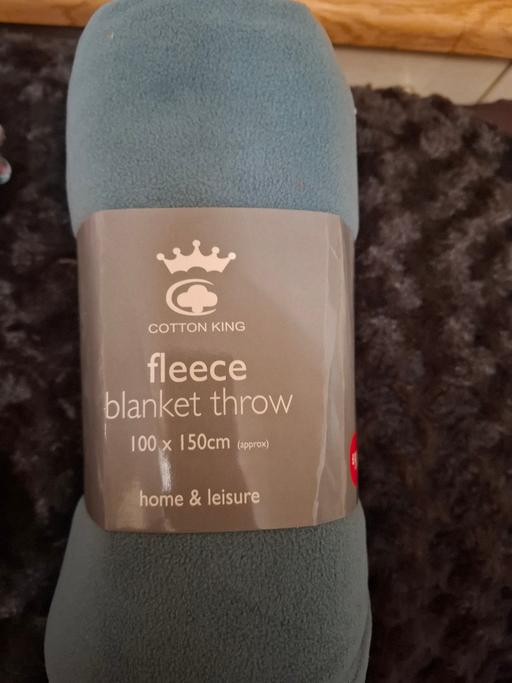 COTTON KING
fleece
blanket throw
100 x 150cm (approx)
home & leisure